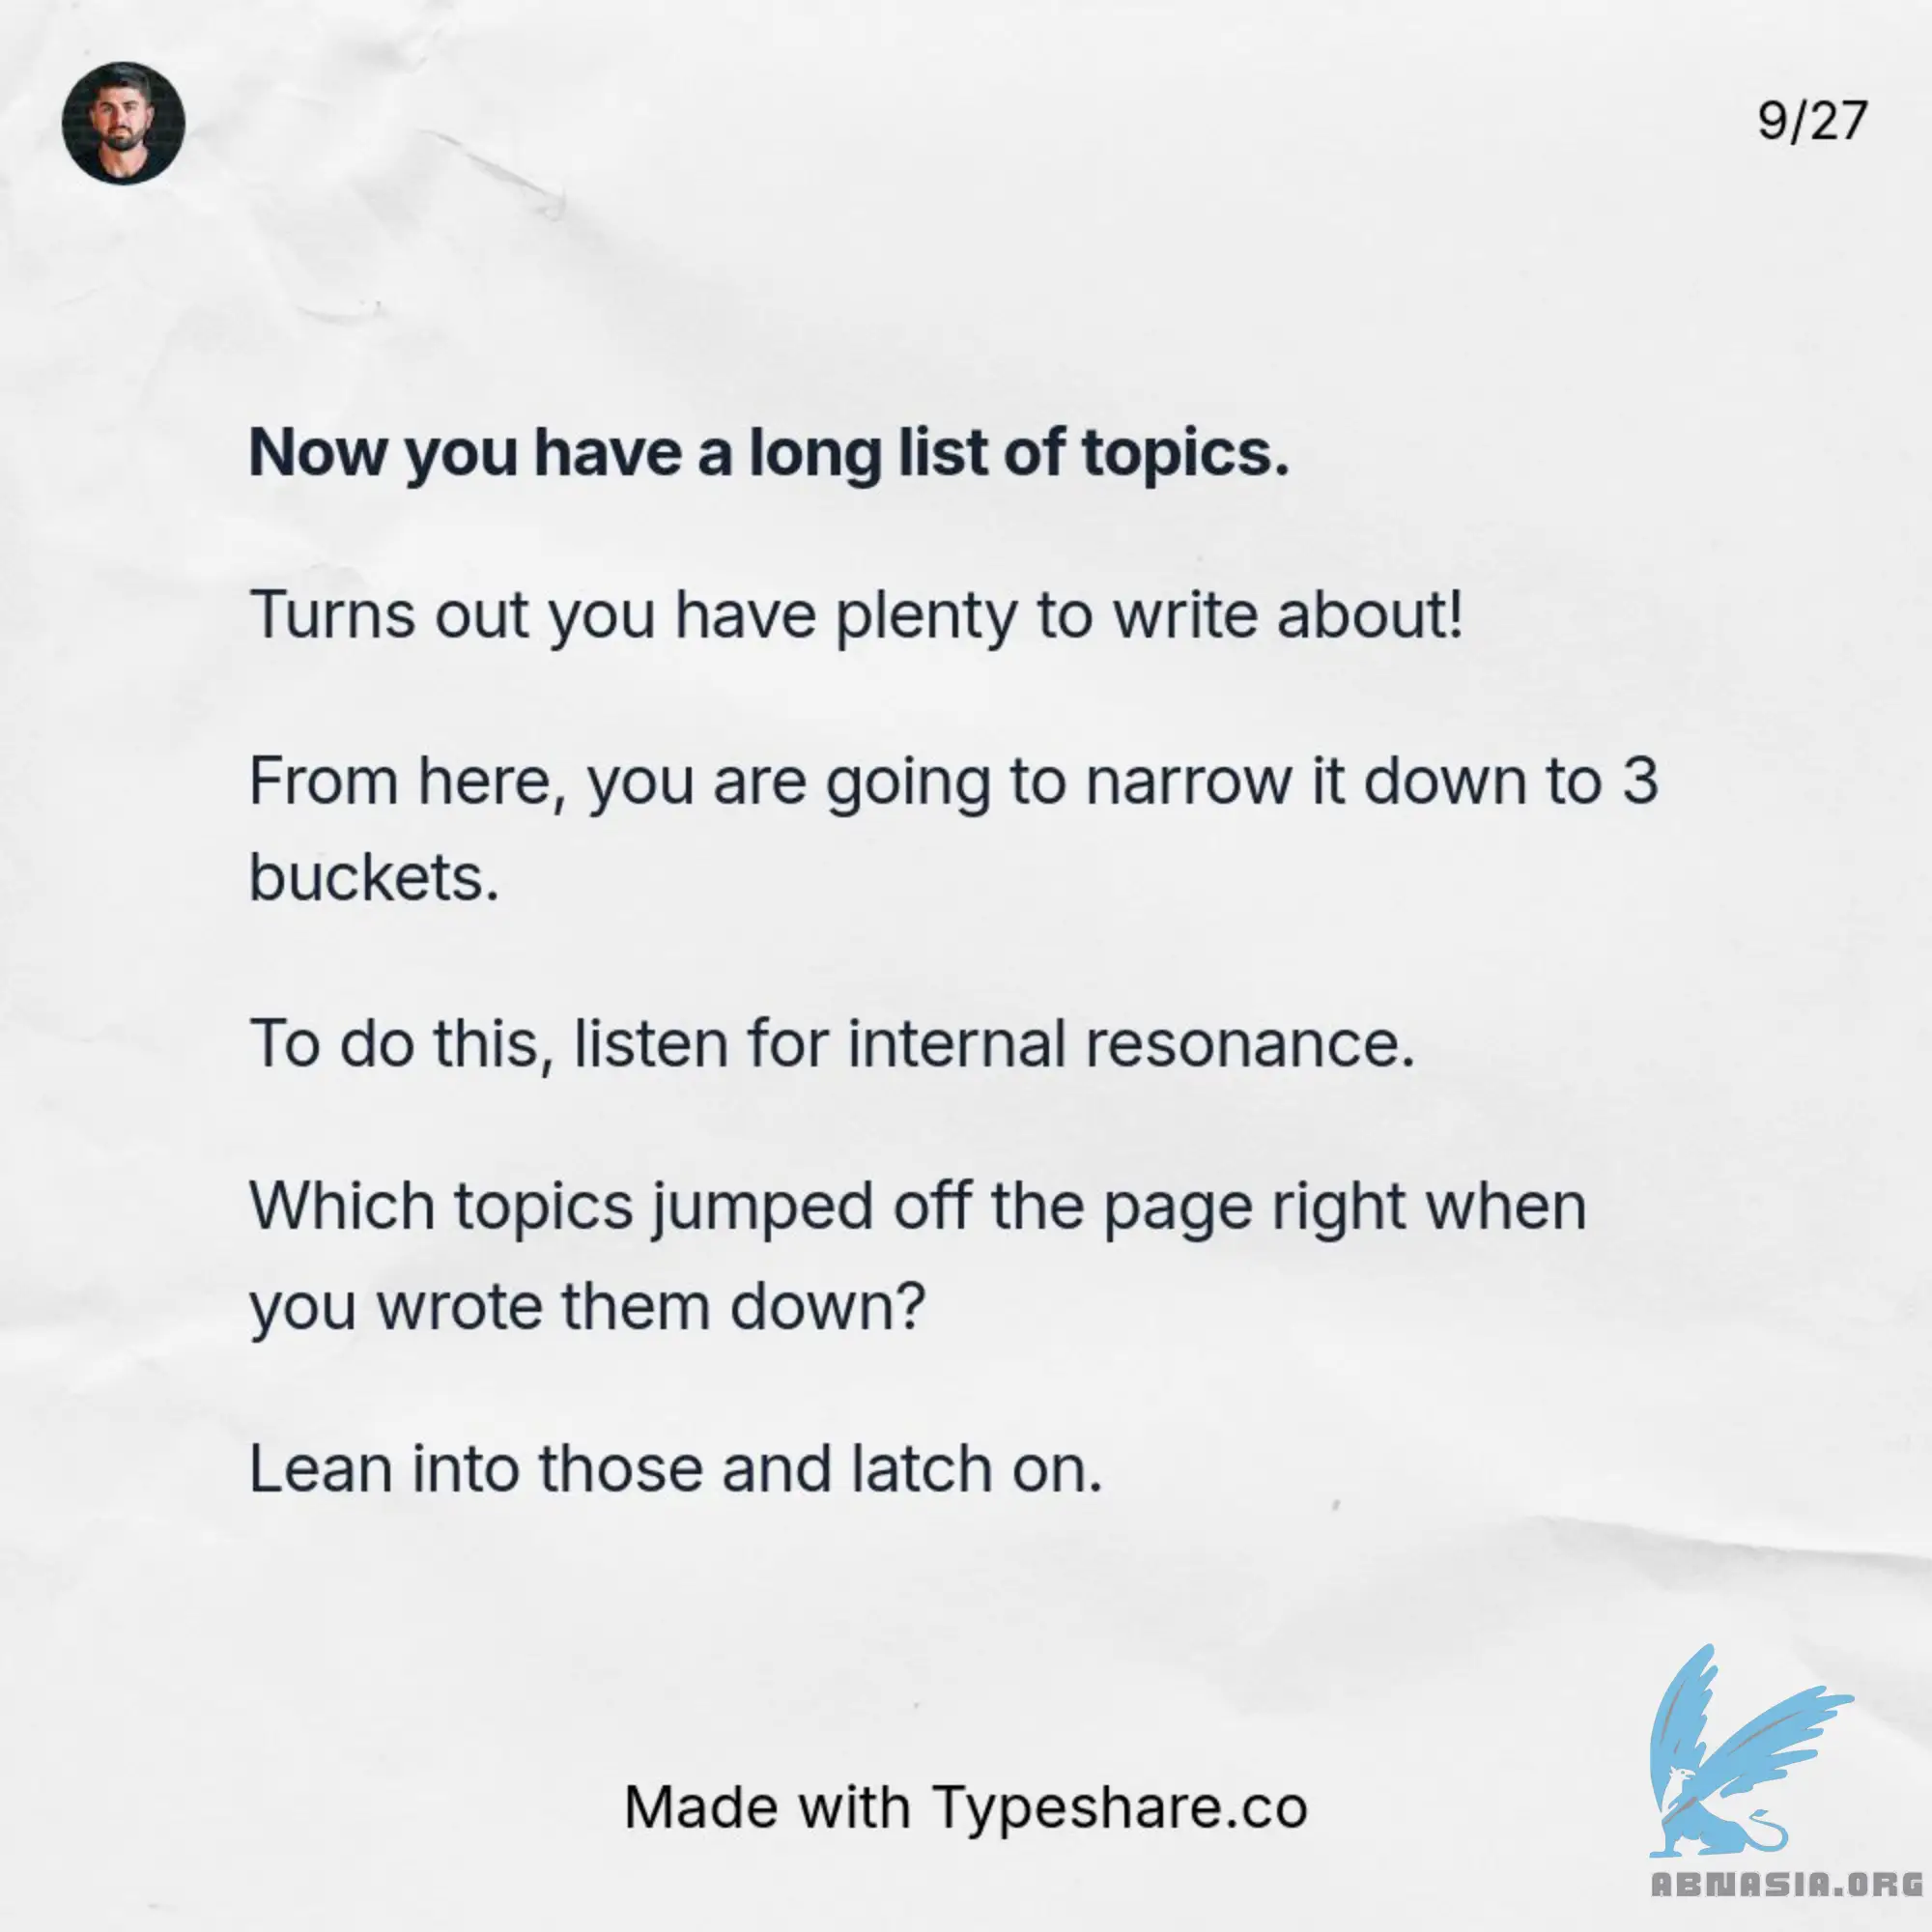 9/27
Now you have a long list of topics.
Turns out you have plenty to write about!
From here, you are going to narrow it down to 3
buckets.
To do this, listen for internal resonance.
Which topics jumped off the page right when
you wrote them down?
Lean into those and latch on.
Made with Typeshare.co
ABNASIA.ORG